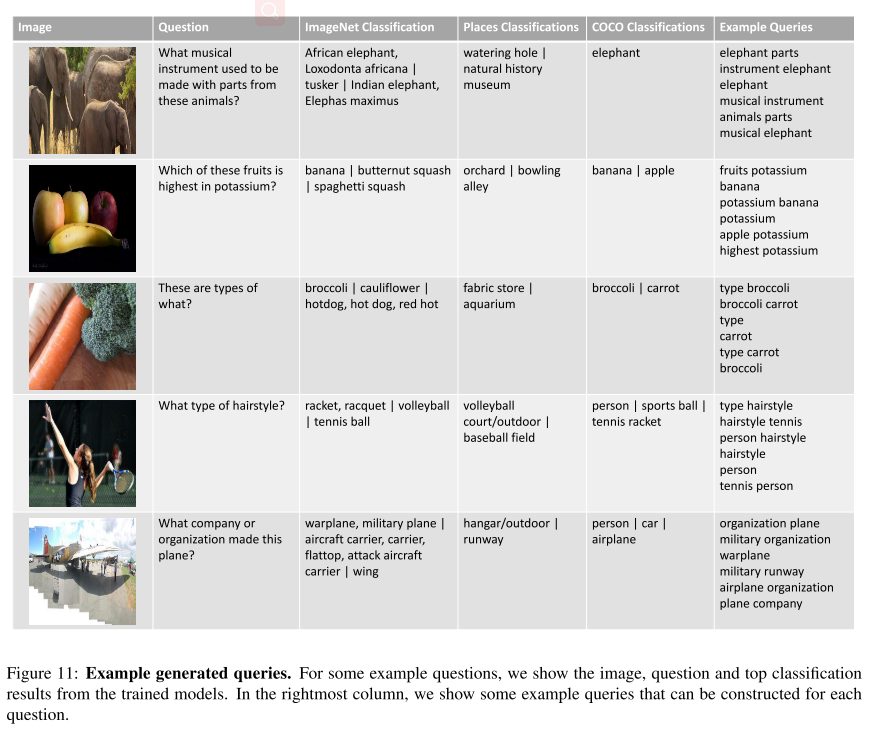 Image Question ImageNet Classification Places Classifications COCO Classifications Example Queries
What musical
instrument used to be
made with parts from
these animals?
African elephant,
Loxodonta africana |
tusker | Indian elephant,
Elephas maximus
watering hole |
natural history
museum
elephant
elephant parts
instrument elephant
elephant
musical instrument
animals parts
musical elephant
Which of these fruits is
highest in potassium?
banana | butternut squash
| spaghetti squash
orchard | bowling
alley
banana | apple
fruits potassium
banana
potassium banana
potassium
apple potassium
highest potassium
These are types of
what?
broccoli | cauliflower |
hotdog, hot dog, red hot
fabric store |
aquarium
broccoli | carrot
type broccoli
broccoli carrot
type
carrot
type carrot
broccoli
What type of hairstyle?
racket, racquet | volleyball
| tennis ball
volleyball
court/outdoor |
baseball field
person | sports ball |
tennis racket
type hairstyle
hairstyle tennis
person hairstyle
hairstyle
person
tennis person
What company or
organization made this
plane?
warplane, military plane |
aircraft carrier, carrier,
flattop, attack aircraft
carrier | wing
hangar/outdoor |
runway
person | car |
airplane
organization plane
military organization
warplane
military runway
airplane organization
plane company
Figure 11: Example generated queries. For some example questions, we show the image, question and top classification
results from the trained models. In the rightmost column, we show some example queries that can be constructed for each
question.